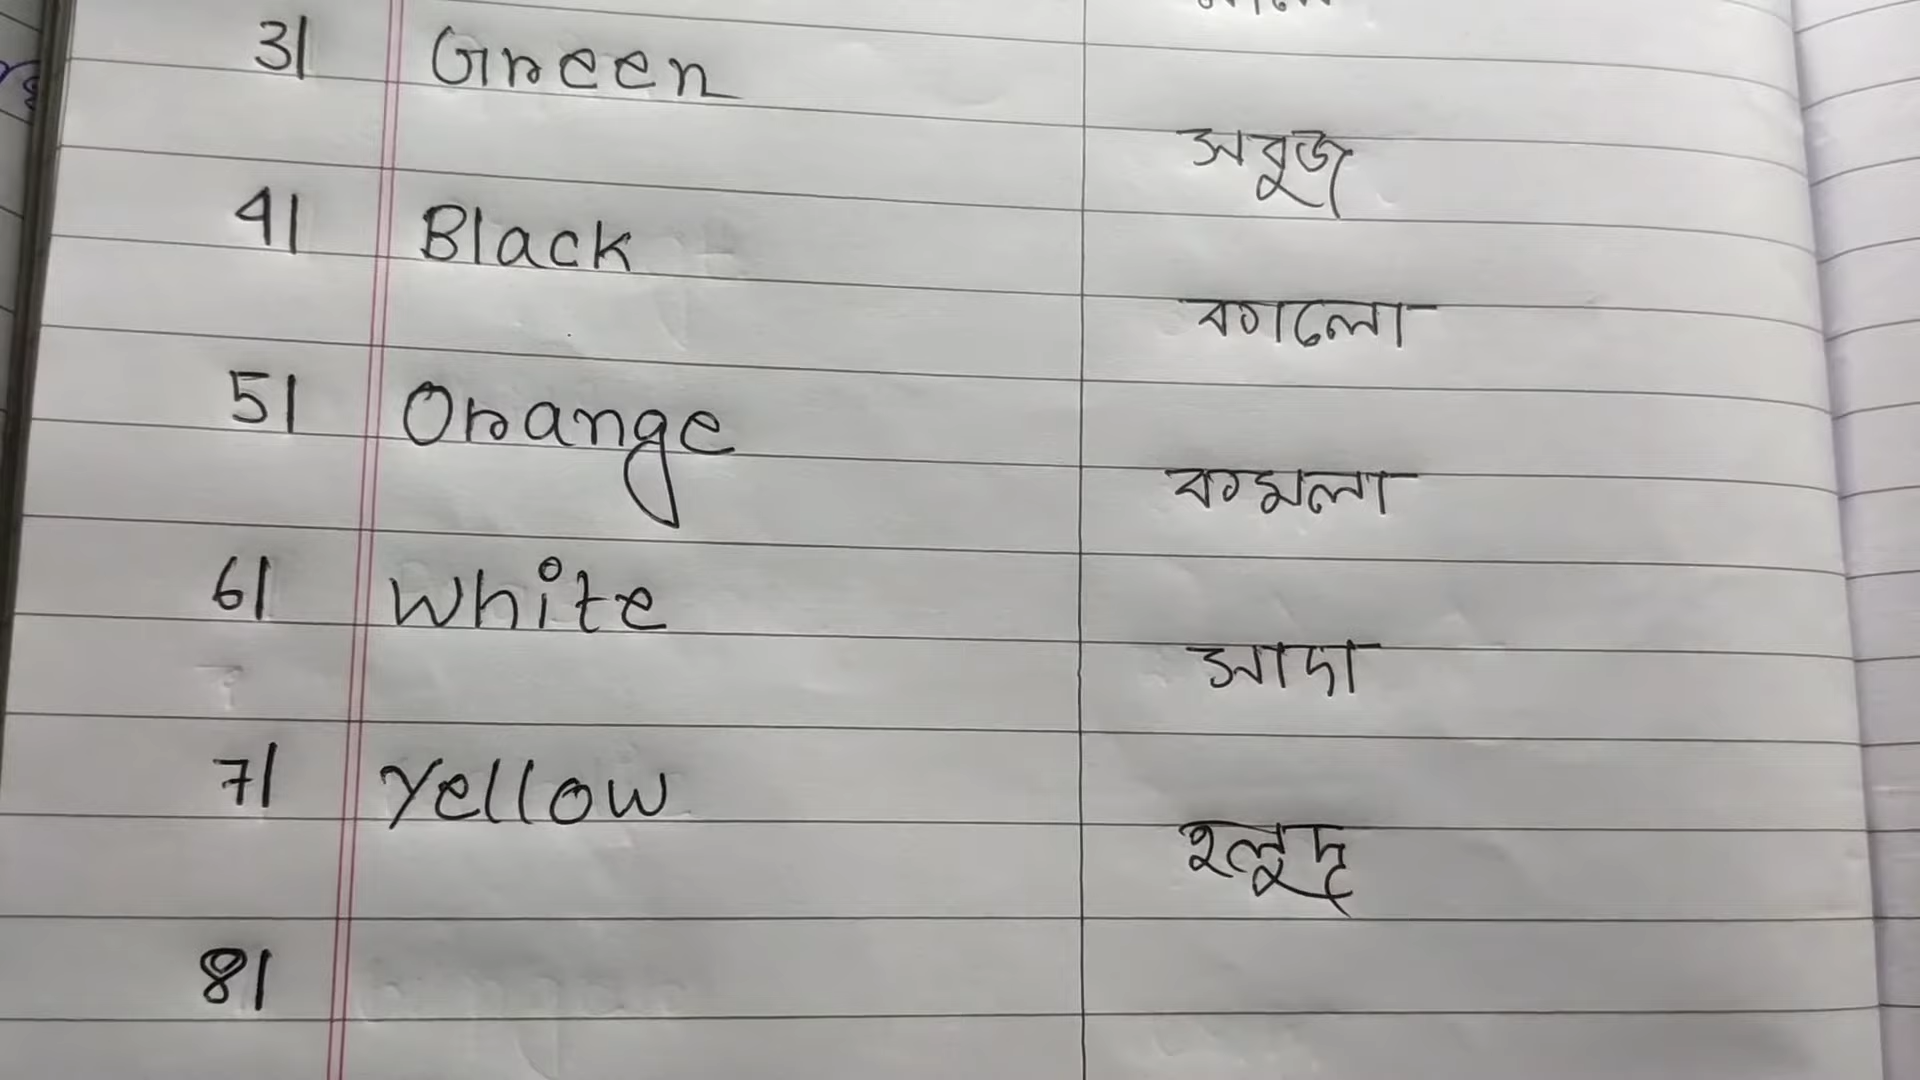 3| Green
সবুজ
4| Black
কালো
5| Orange
কমলা
6| White
সাদা
7| Yellow
হলুদ
8|